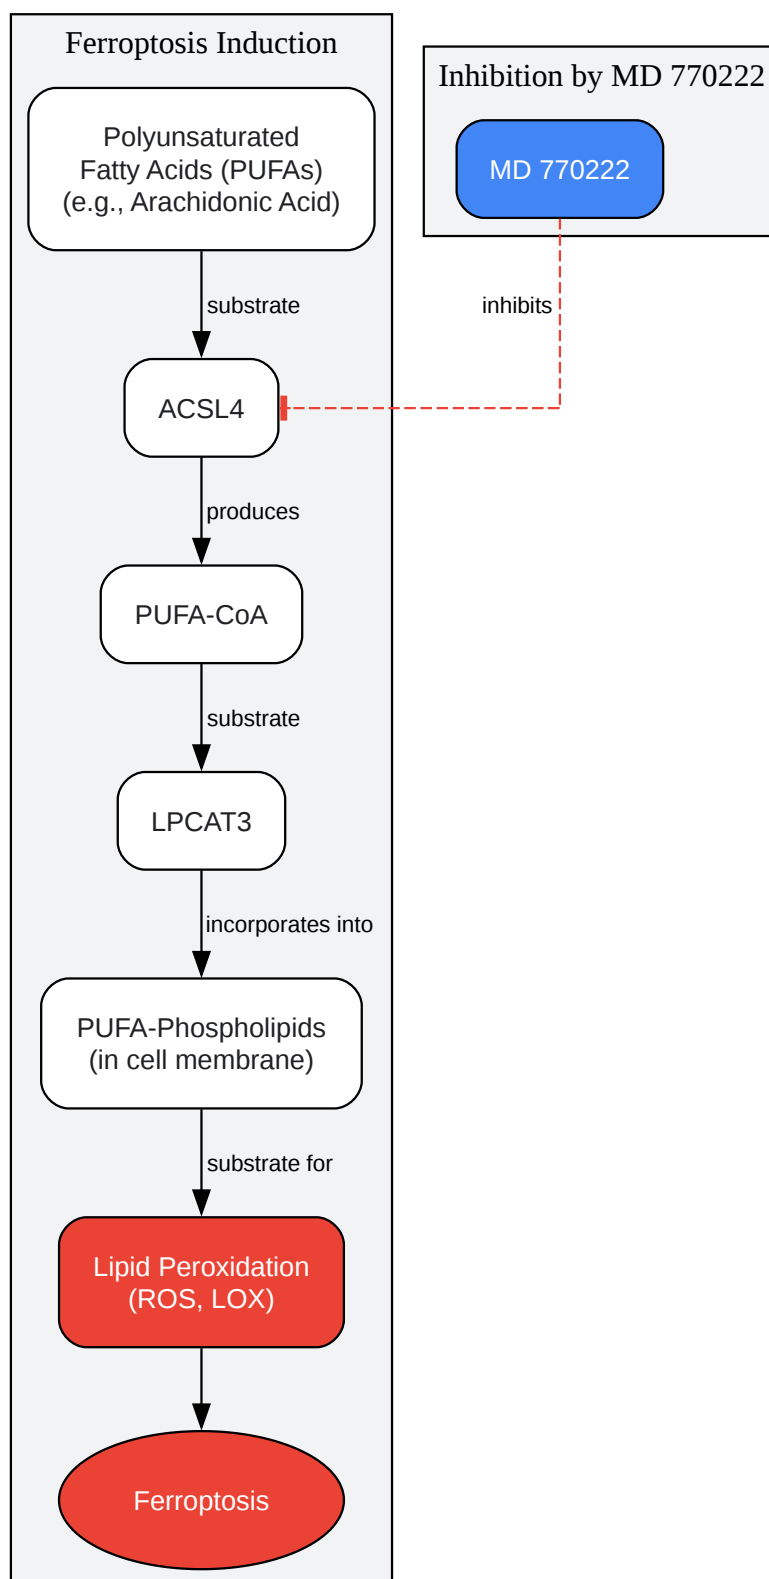 Ferroptosis Induction
Polyunsaturated
Fatty Acids (PUFAs)
(e.g., Arachidonic Acid)
Inhibition by MD 770222
MD 770222
substrate
inhibits
ACSL4
produces
PUFA-CoA
substrate
LPCAT3
incorporates into
PUFA-Phospholipids
(in cell membrane)
substrate for
Lipid Peroxidation
(ROS, LOX)
Ferroptosis